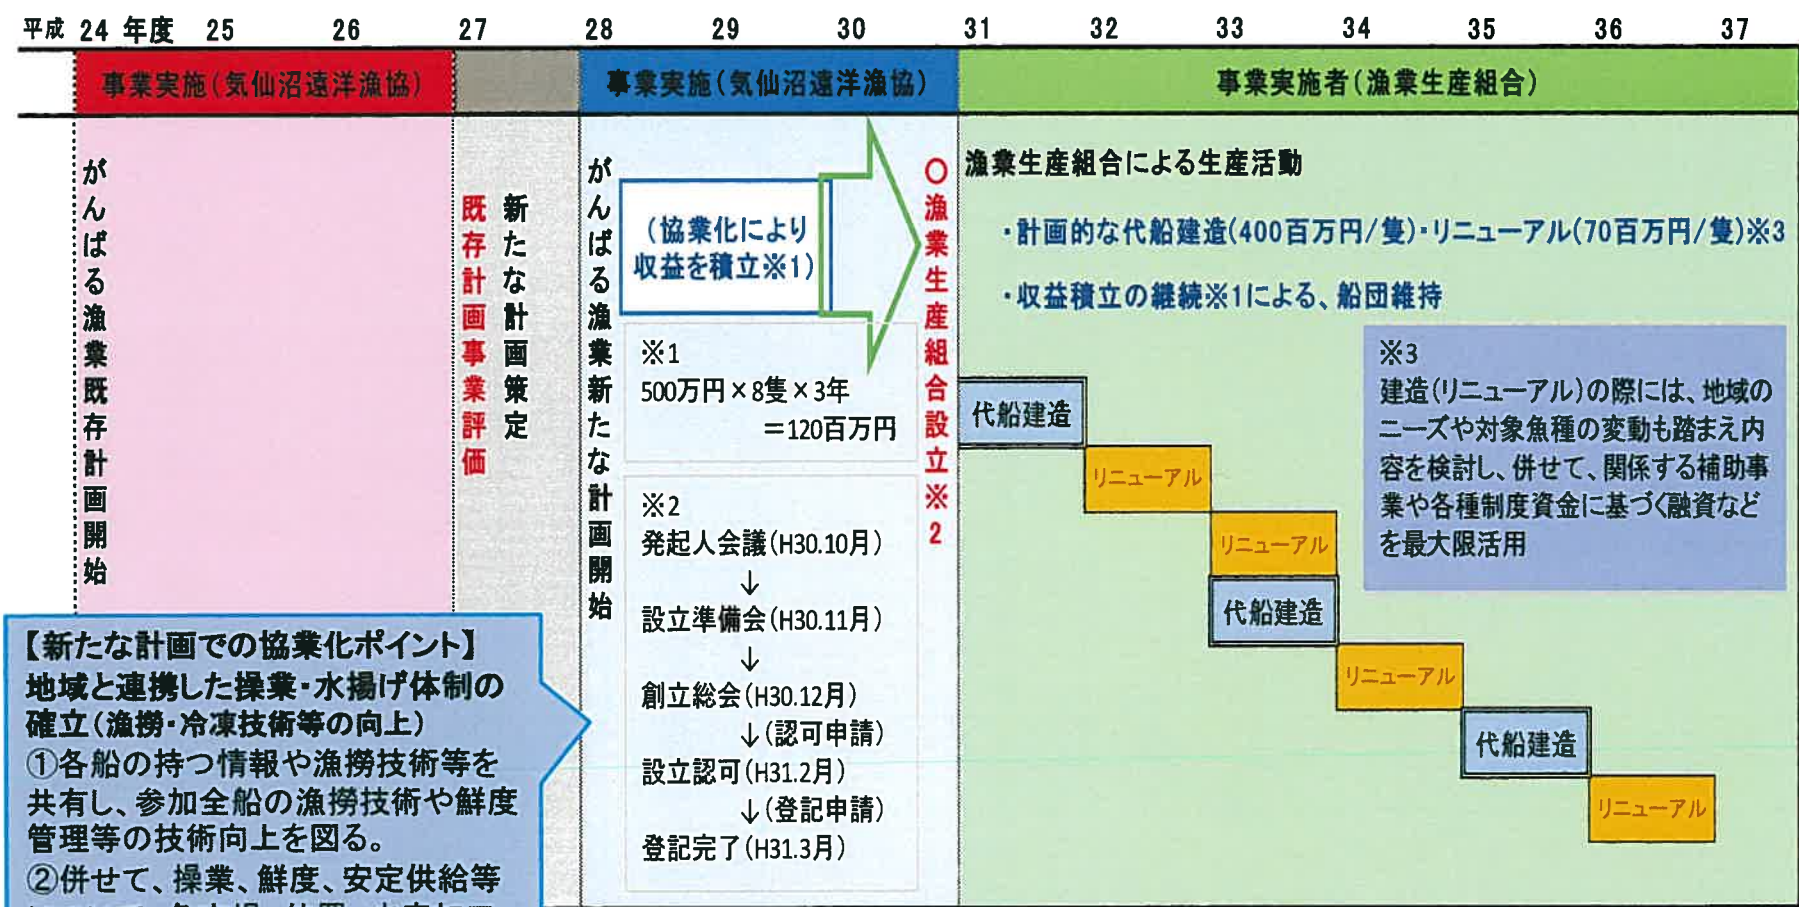 平成 24 年度 25 26 27 28 29 30 31 32 33 34 35 36 37
事業実施(気仙沼遠洋漁協)
事業実施(気仙沼遠洋漁協)
事業実施者(漁業生産組合)
がんばる漁業既存計画開始
新たな計画策定
既存計画事業評価
がんばる漁業新たな計画開始
(協業化により
収益を積立※1)
※1
500万円×8隻×3年
=120百万円
※2
発起人会議(H30.10月)
↓
設立準備会(H30.11月)
↓
創立総会(H30.12月)
↓(認可申請)
設立認可(H31.2月)
↓(登記申請)
登記完了(H31.3月)
○漁業生産組合設立※2
漁業生産組合による生産活動
・計画的な代船建造(400百万円/隻)・リニューアル(70百万円/隻)※3
・収益積立の継続※1による、船団維持
※3
建造(リニューアル)の際には、地域の
ニーズや対象魚種の変動も踏まえ内
容を検討し、併せて、関係する補助事
業や各種制度資金に基づく融資など
を最大限活用
代船建造
リニューアル
リニューアル
代船建造
リニューアル
代船建造
リニューアル
【新たな計画での協業化ポイント】
地域と連携した操業・水揚げ体制の
確立(漁撈・冷凍技術等の向上)
①各船の持つ情報や漁撈技術等を
共有し、参加全船の漁撈技術や鮮度
管理等の技術向上を図る。
②併せて、操業、鮮度、安定供給等